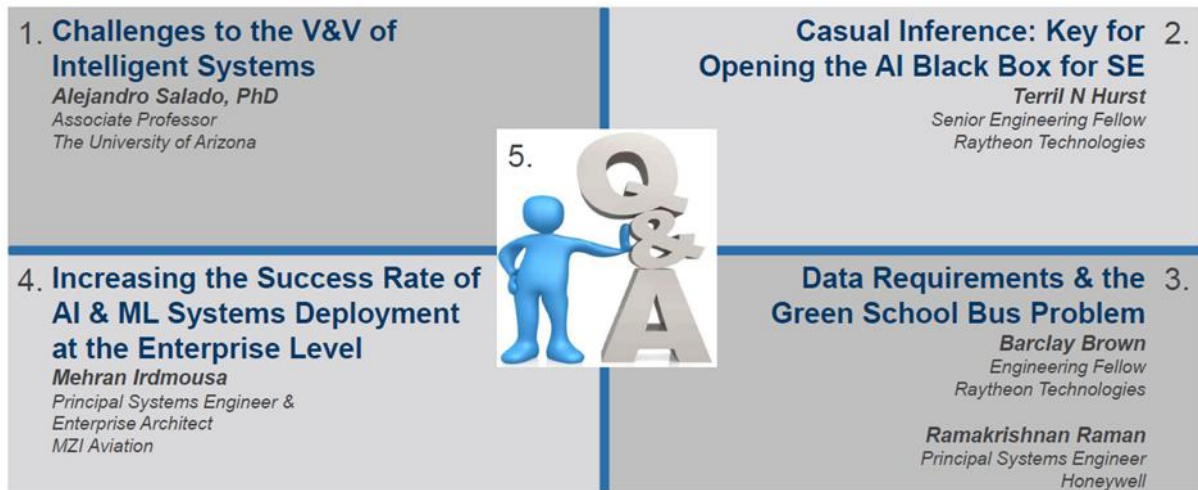 1. Challenges to the V&V of
Intelligent Systems
Alejandro Salado, PhD
Associate Professor
The University of Arizona
Casual Inference: Key for 2.
Opening the AI Black Box for SE
Terril N Hurst
Senior Engineering Fellow
Raytheon Technologies
Data Requirements & the 3.
Green School Bus Problem
Barclay Brown
Engineering Fellow
Raytheon Technologies
Ramakrishnan Raman
Principal Systems Engineer
Honeywell
4. Increasing the Success Rate of
AI & ML Systems Deployment
at the Enterprise Level
Mehran Irdmousa
Principal Systems Engineer &
Enterprise Architect
MZI Aviation
5.
Q
&
A